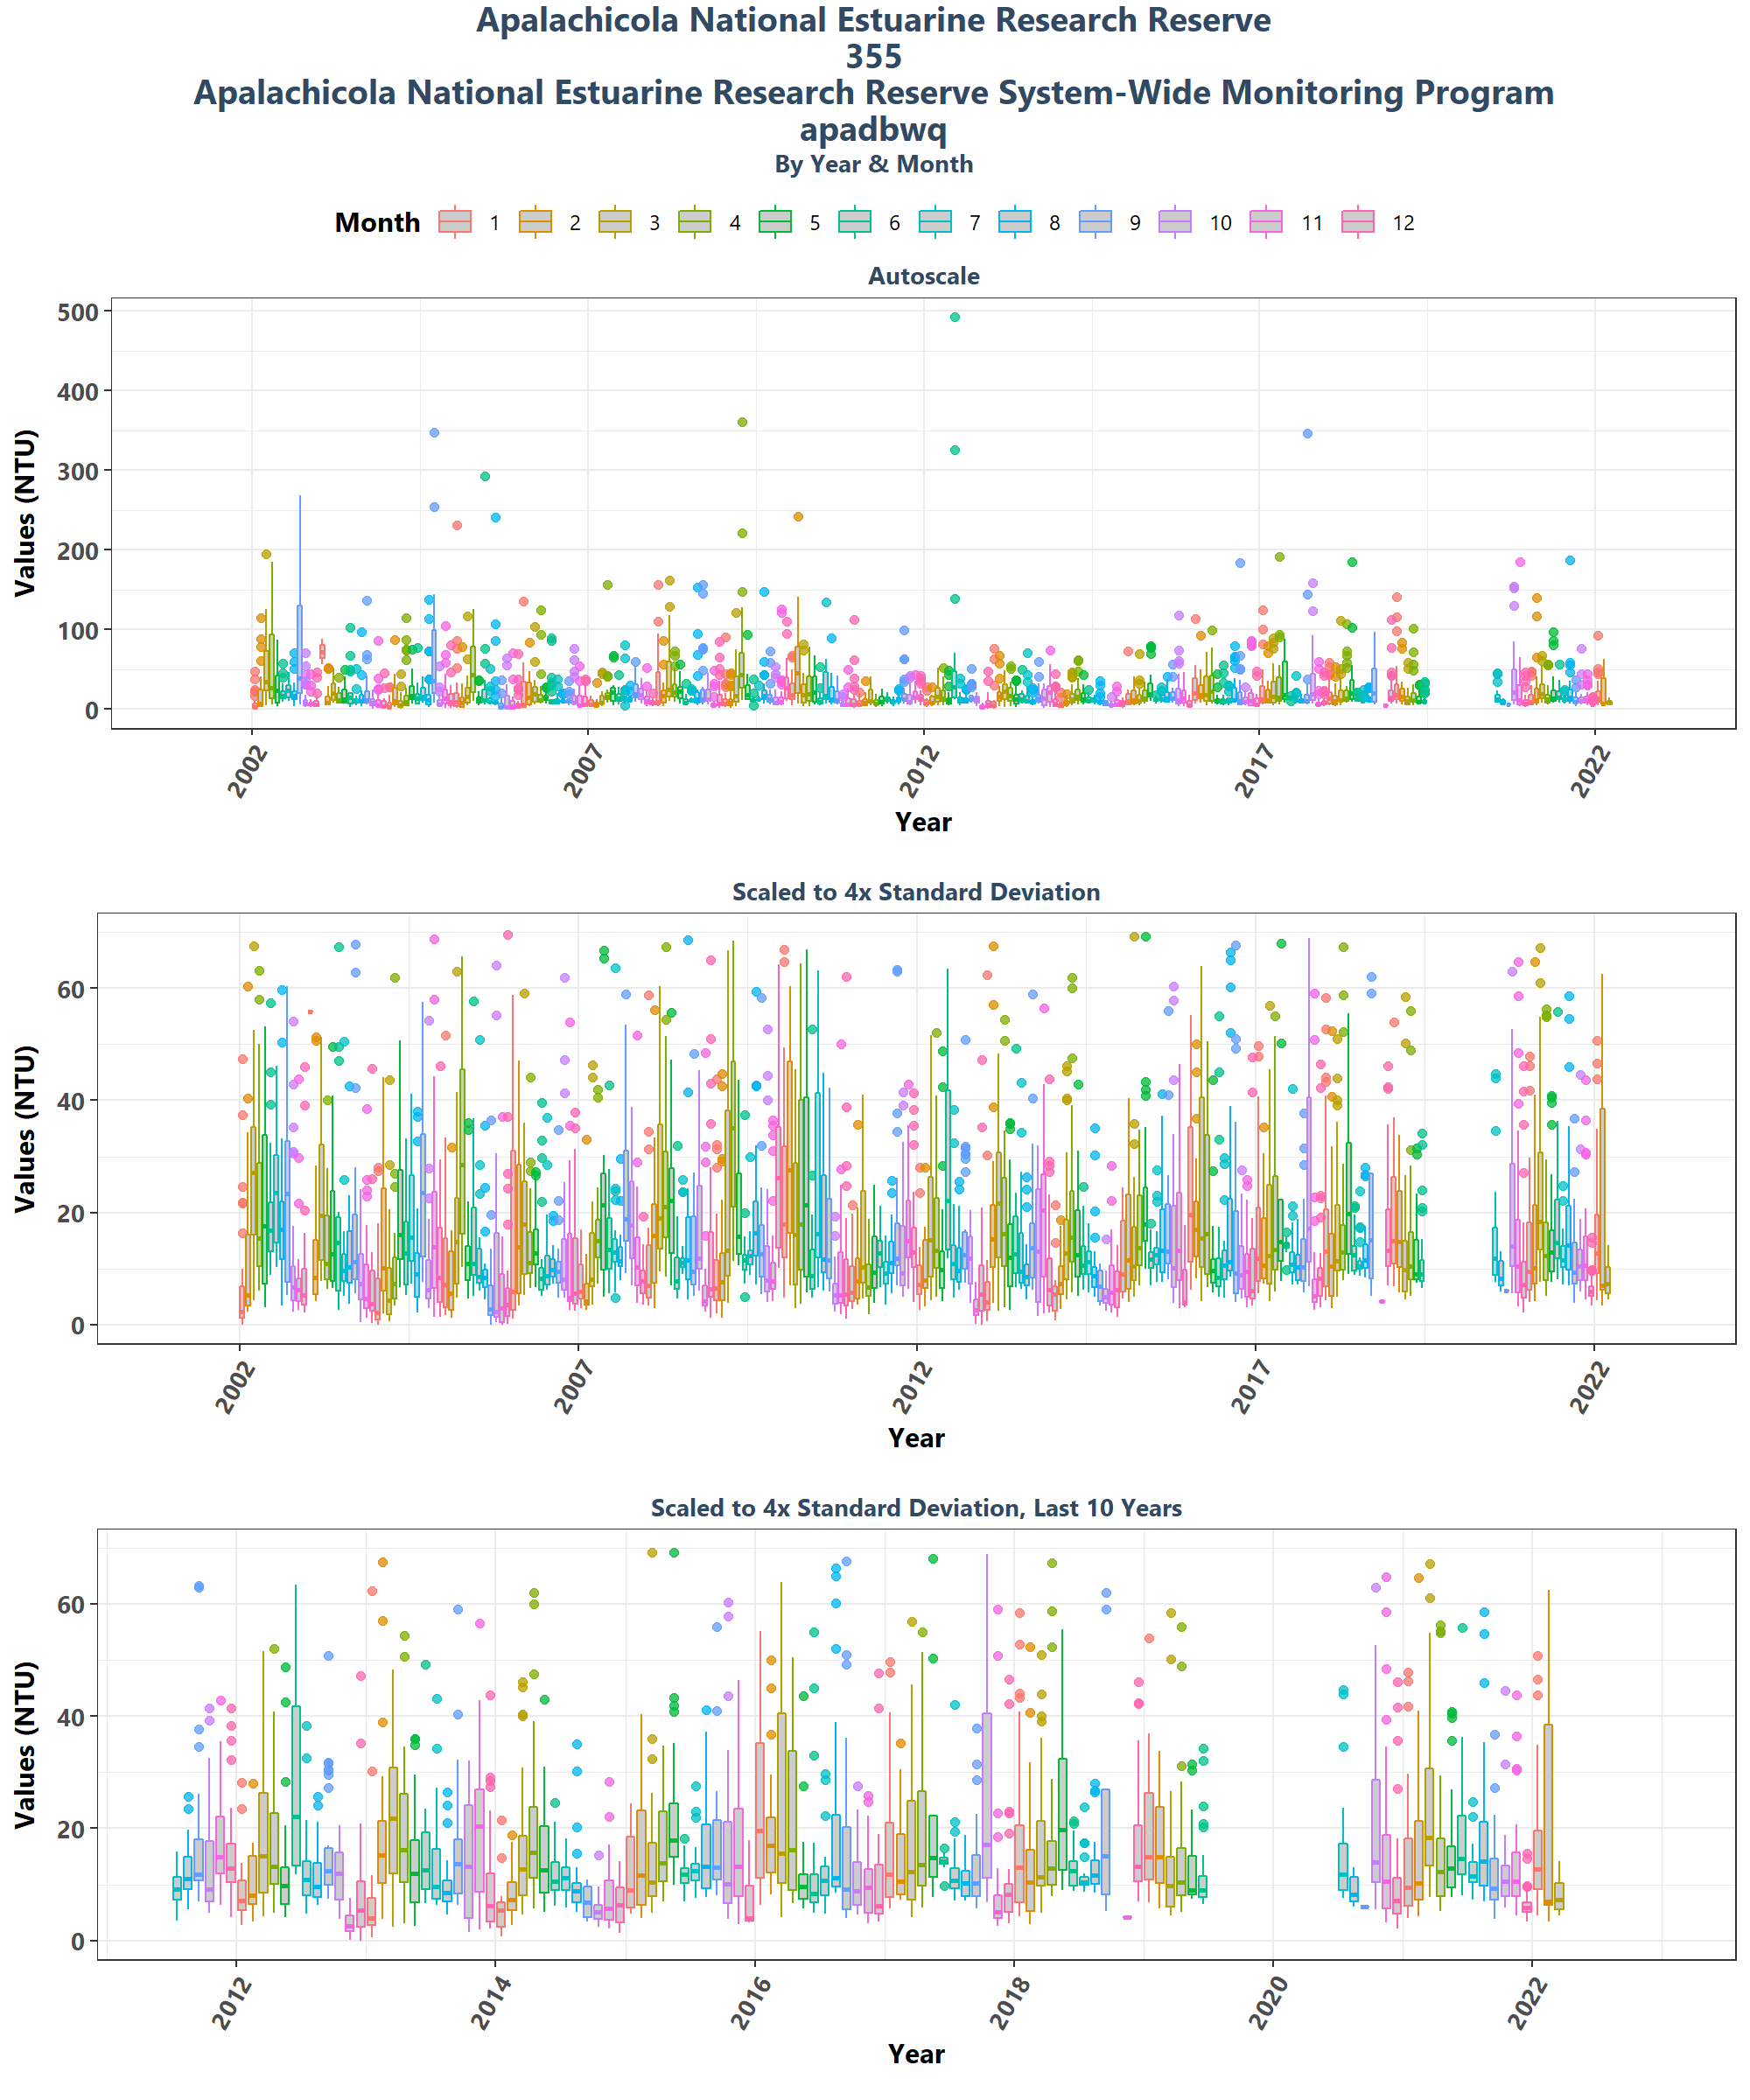 Apalachicola National Estuarine Research Reserve
355
Apalachicola National Estuarine Research Reserve System-Wide Monitoring Program
apadbwq
By Year & Month
Month 1 2 3 4 5 6 7 8 9 10 11 12
Autoscale
Values (NTU)
500
400
300
200
100
0
2002 2007 2012 2017 2022
Year
Scaled to 4x Standard Deviation
Values (NTU)
60
40
20
0
2002 2007 2012 2017 2022
Year
Scaled to 4x Standard Deviation, Last 10 Years
Values (NTU)
60
40
20
0
2012 2014 2016 2018 2020 2022
Year